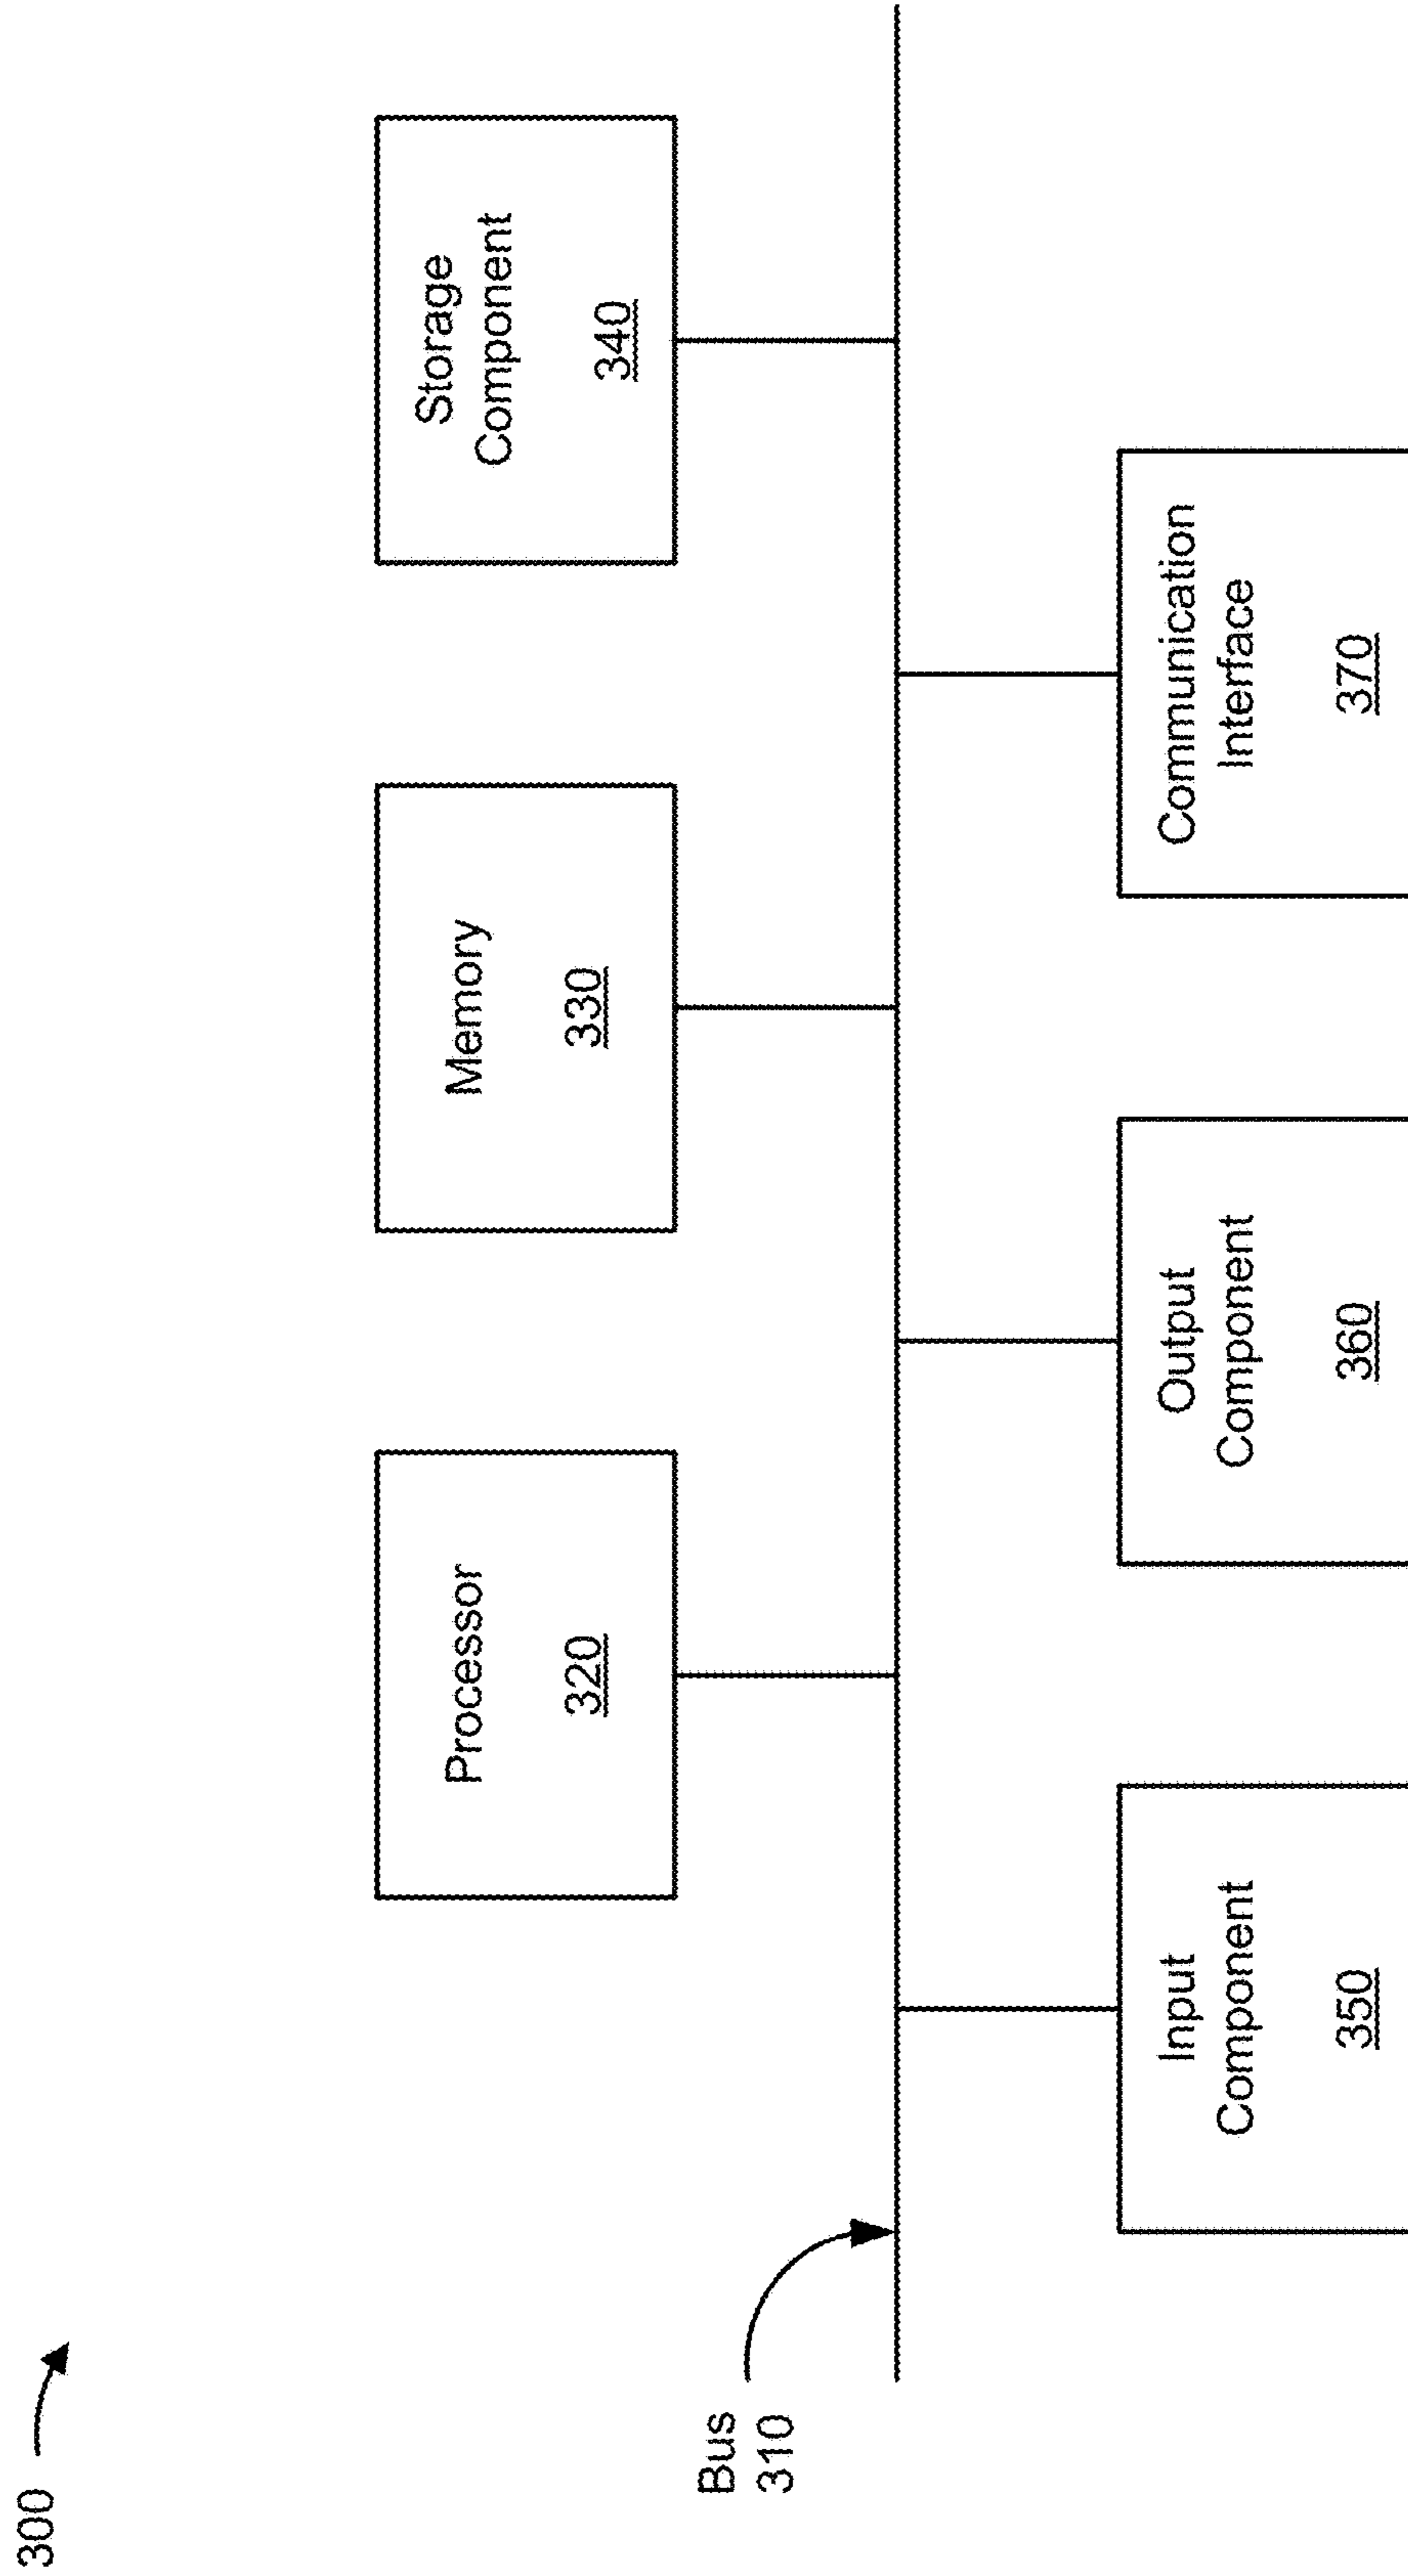 300
Processor
320
Memory
330
Storage
Component
340
Bus
310
Input
Component
350
Output
Component
360
Communication
Interface
370